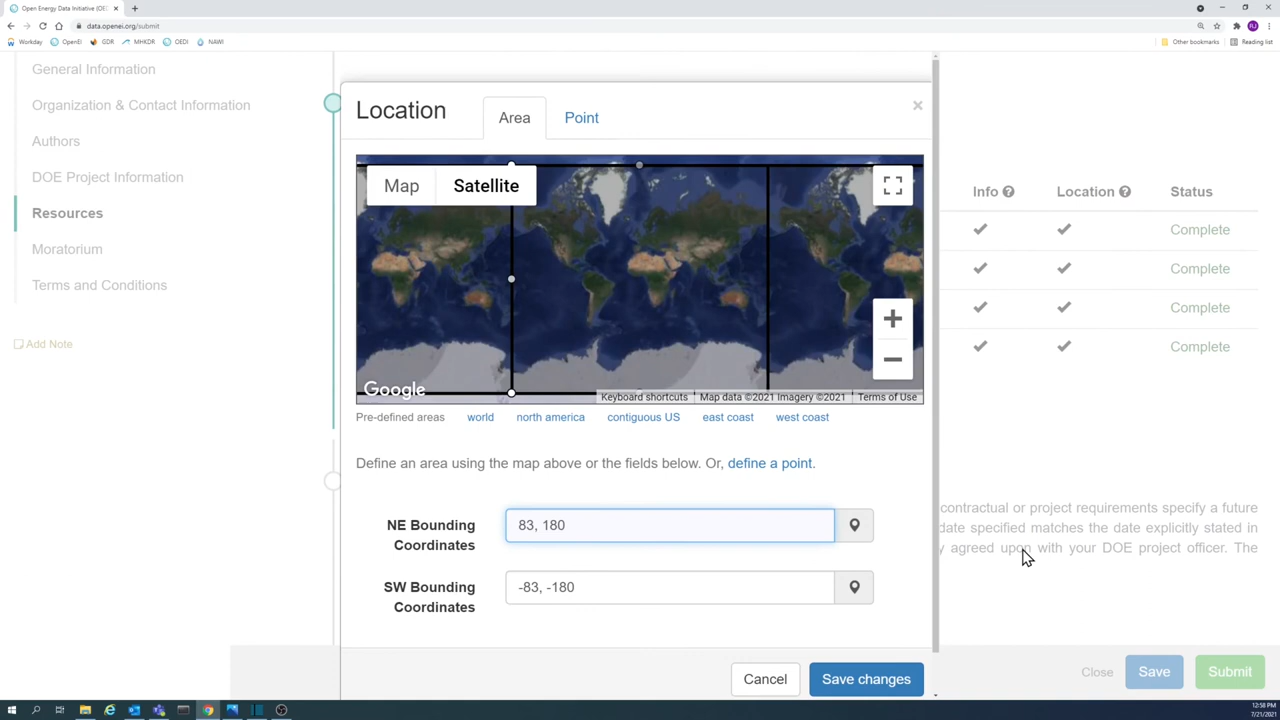 Open Energy Data Initiative (OE
data.openei.org/submit
Workday
OpenEI
GDR
MHKDR
OEDI
NAWI
Other bookmarks
Reading list
General Information
Organization & Contact Information
Authors
DOE Project Information
Resources
Moratorium
Terms and Conditions
Add Note
Location
Area
Point
×
Map
Satellite
Google
Keyboard shortcuts
Map data ©2021 Imagery ©2021
Terms of Use
Pre-defined areas world north america contiguous US east coast west coast
Define an area using the map above or the fields below. Or, define a point.
NE Bounding
Coordinates
83, 180
SW Bounding
Coordinates
-83, -180
Cancel
Save changes
Info
Location
Status
Complete
Complete
Complete
Complete
contractual or project requirements specify a future
date specified matches the date explicitly stated in
y agreed upon with your DOE project officer. The
Close
Save
Submit
12:58 PM
7/21/2021